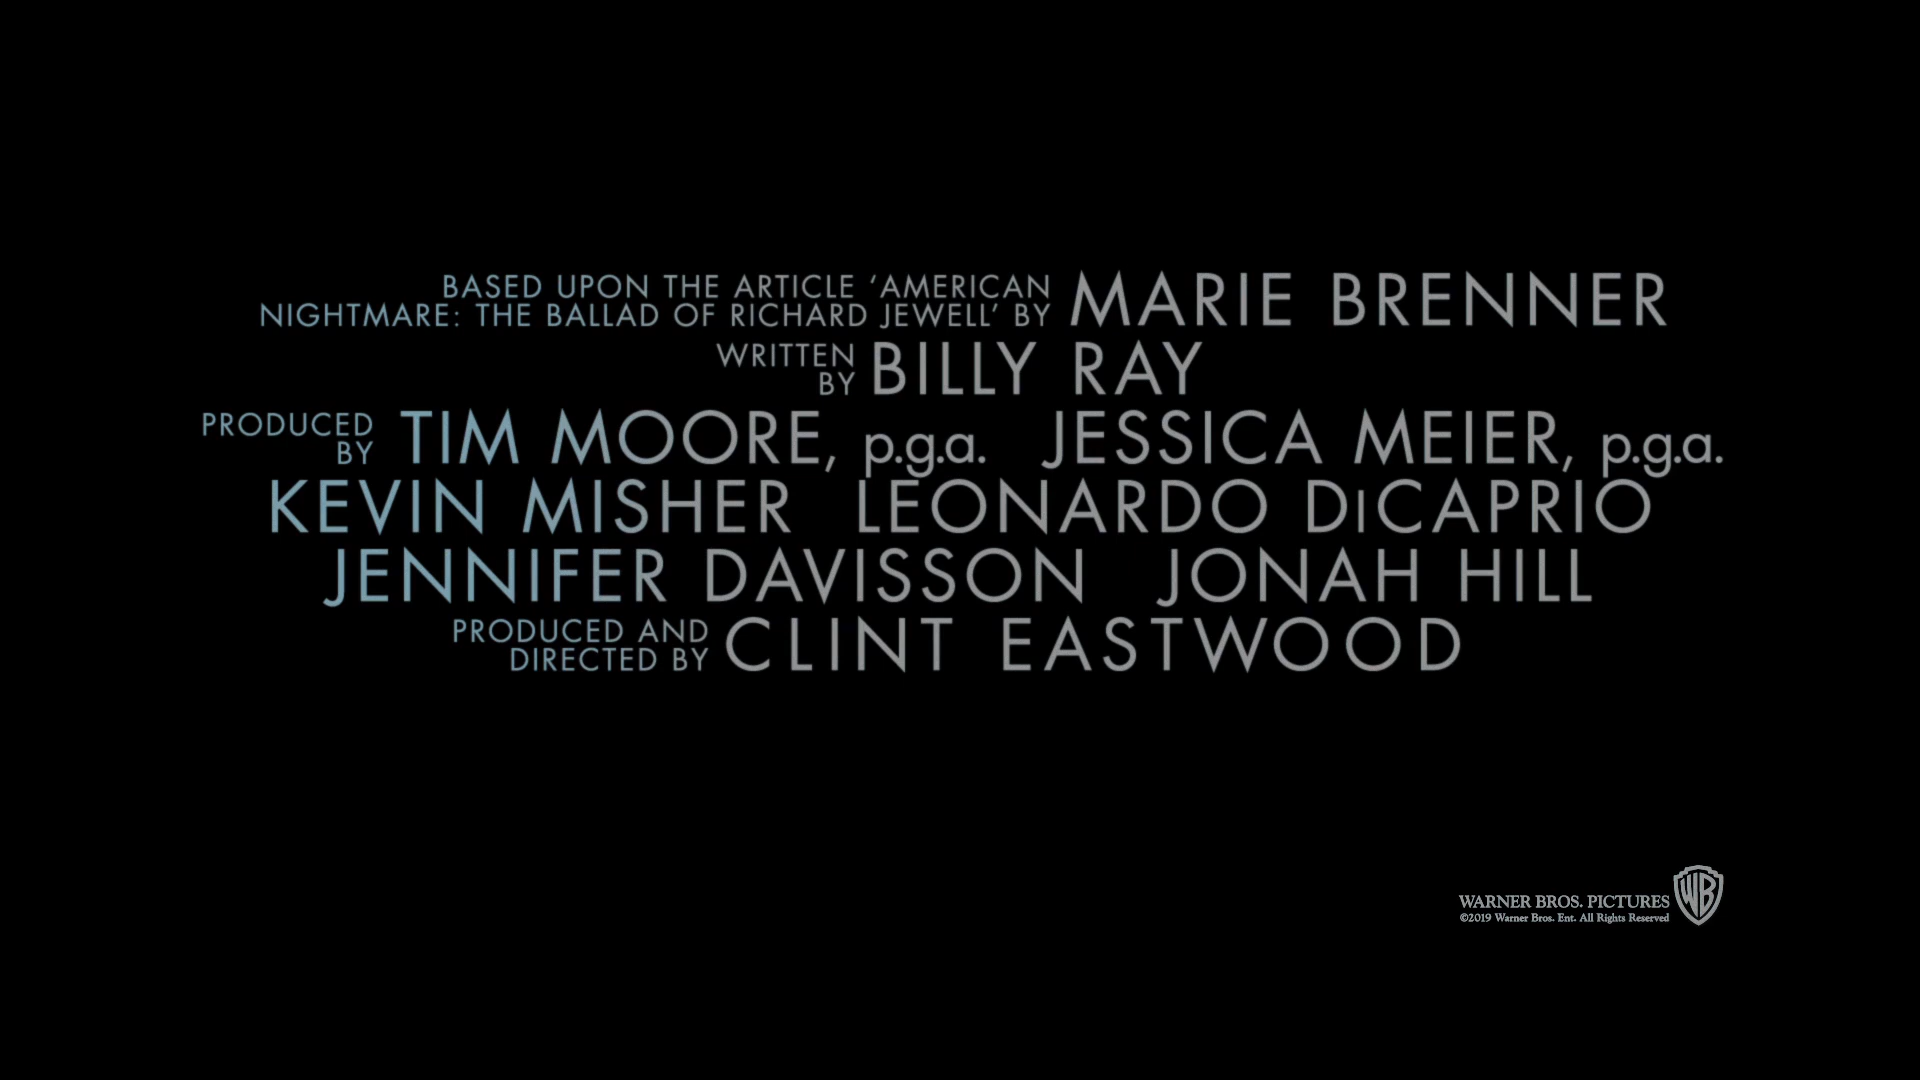 BASED UPON THE ARTICLE ‘AMERICAN
NIGHTMARE: THE BALLAD OF RICHARD JEWELL’ BY MARIE BRENNER
WRITTEN BY BILLY RAY
PRODUCED BY TIM MOORE, p.g.a. JESSICA MEIER, p.g.a.
KEVIN MISHER LEONARDO DiCAPRIO
JENNIFER DAVISSON JONAH HILL
PRODUCED AND DIRECTED BY CLINT EASTWOOD
WARNER BROS. PICTURES WB
©2019 Warner Bros. Ent. All Rights Reserved